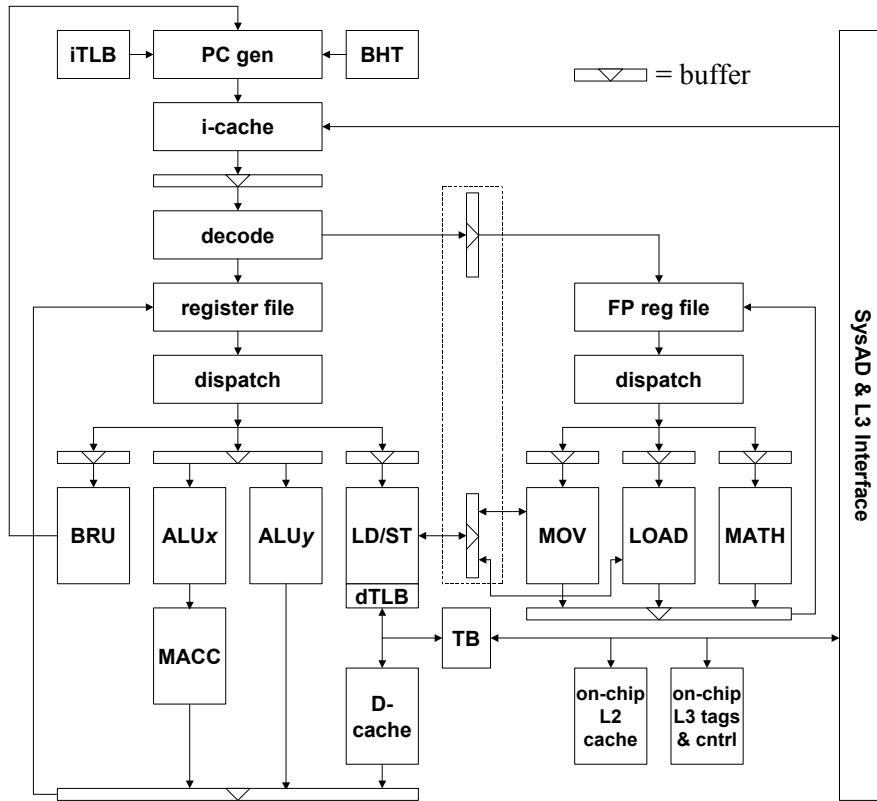 iTLB
PC gen
BHT
= buffer
i-cache
decode
register file
FP reg file
dispatch
dispatch
SysAD & L3 Interface
BRU
ALUx
ALUy
LD/ST
MOV
LOAD
MATH
dTLB
MACC
TB
D-
cache
on-chip
L2
cache
on-chip
L3 tags
& cntrl